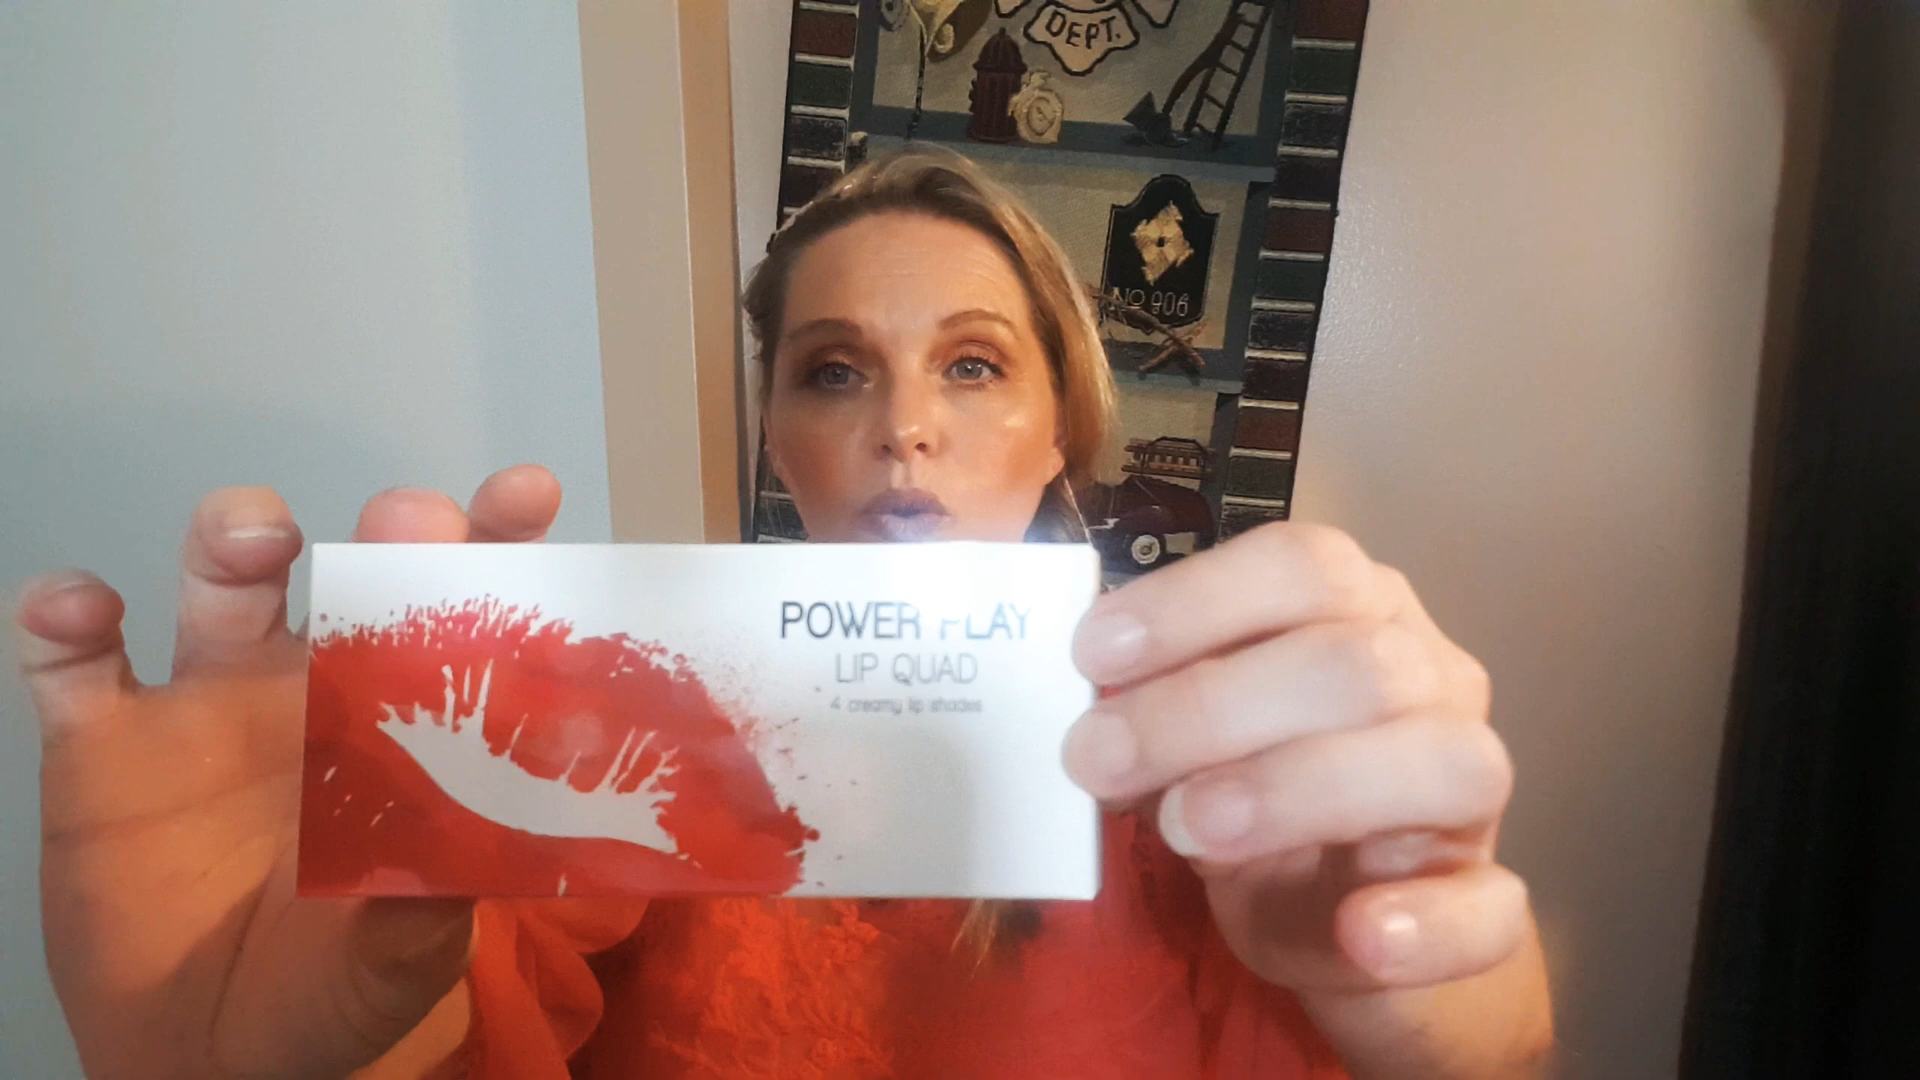 DEPT.
NO 906
POWER PLAY
LIP QUAD
4 creamy lip shades